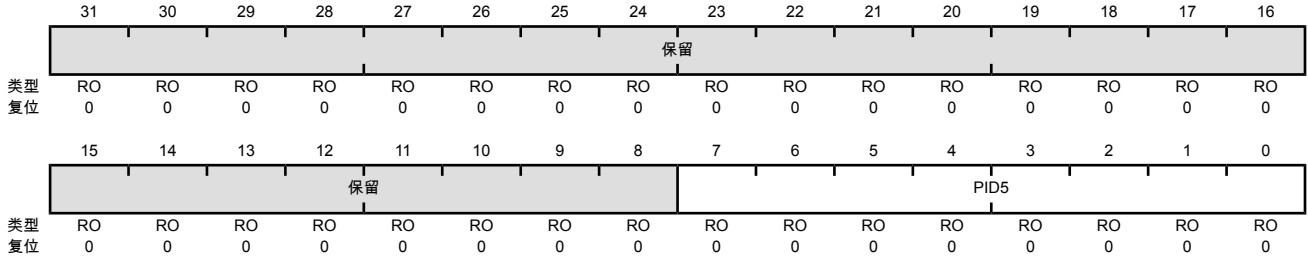 31 30 29 28 27 26 25 24 23 22 21 20 19 18 17 16
保留
类型 RO RO RO RO RO RO RO RO RO RO RO RO RO RO RO RO
复位 0 0 0 0 0 0 0 0 0 0 0 0 0 0 0 0
15 14 13 12 11 10 9 8 7 6 5 4 3 2 1 0
保留 PID5
类型 RO RO RO RO RO RO RO RO RO RO RO RO RO RO RO RO
复位 0 0 0 0 0 0 0 0 0 0 0 0 0 0 0 0